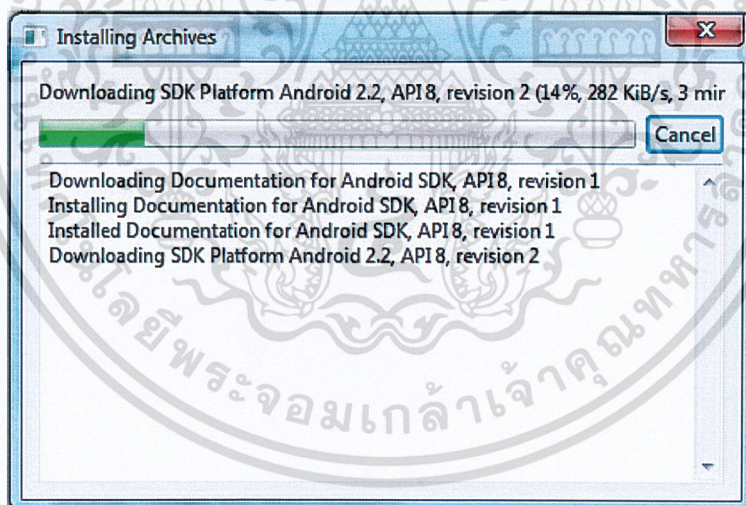 Installing Archives
Downloading SDK Platform Android 2.2, API 8, revision 2 (14%, 282 KiB/s, 3 mir
Cancel
Downloading Documentation for Android SDK, API 8, revision 1
Installing Documentation for Android SDK, API 8, revision 1
Installed Documentation for Android SDK, API 8, revision 1
Downloading SDK Platform Android 2.2, API 8, revision 2